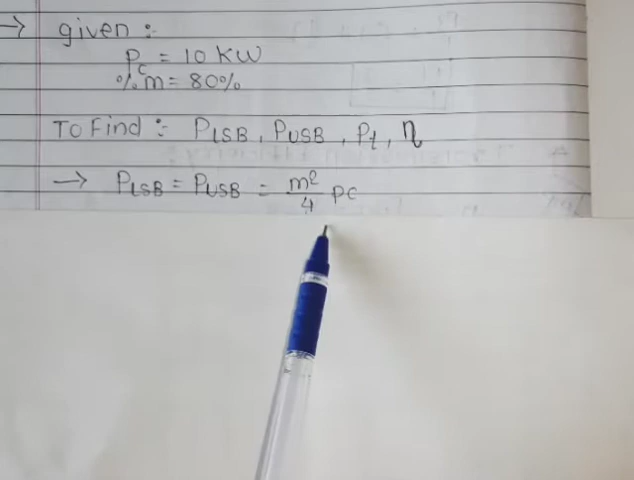 → given :-
Pc = 10 KW
% m = 80%
To Find :- PLSB, PUSB, Pt, η
→ PLSB = PUSB = m²/4 Pc